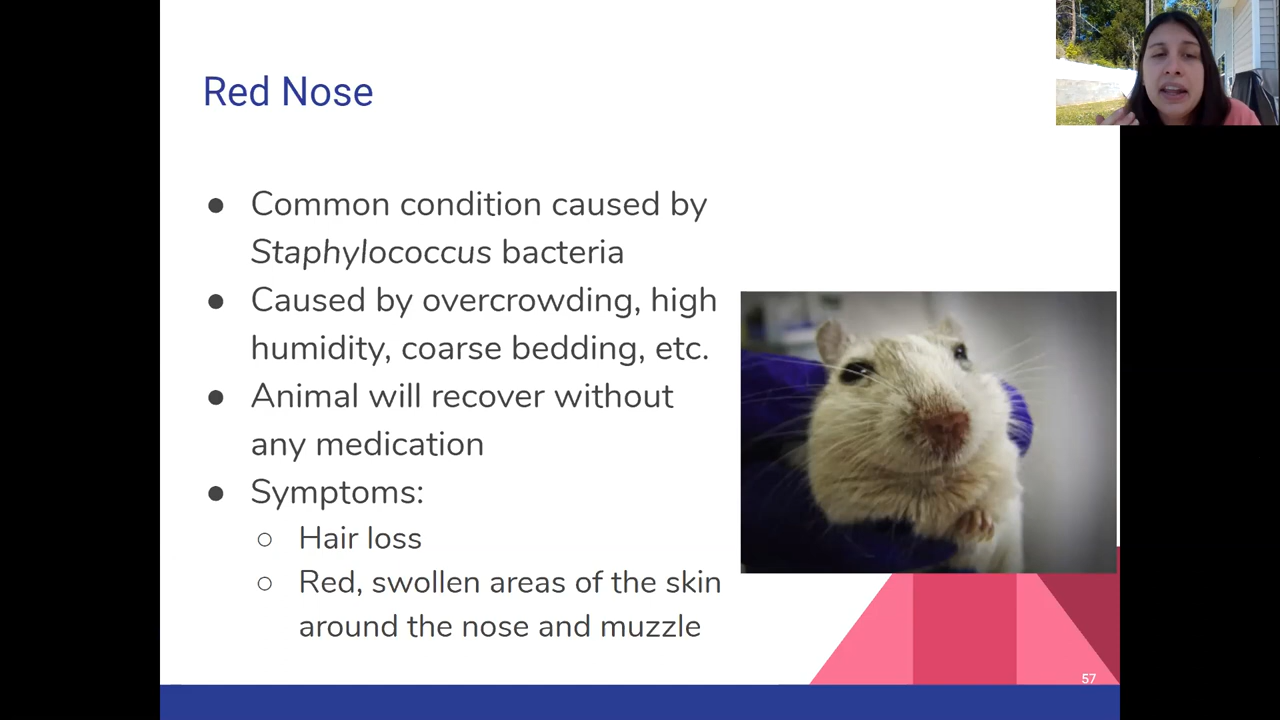 Red Nose
● Common condition caused by
Staphylococcus bacteria
● Caused by overcrowding, high
humidity, coarse bedding, etc.
● Animal will recover without
any medication
● Symptoms:
○ Hair loss
○ Red, swollen areas of the skin
around the nose and muzzle
57